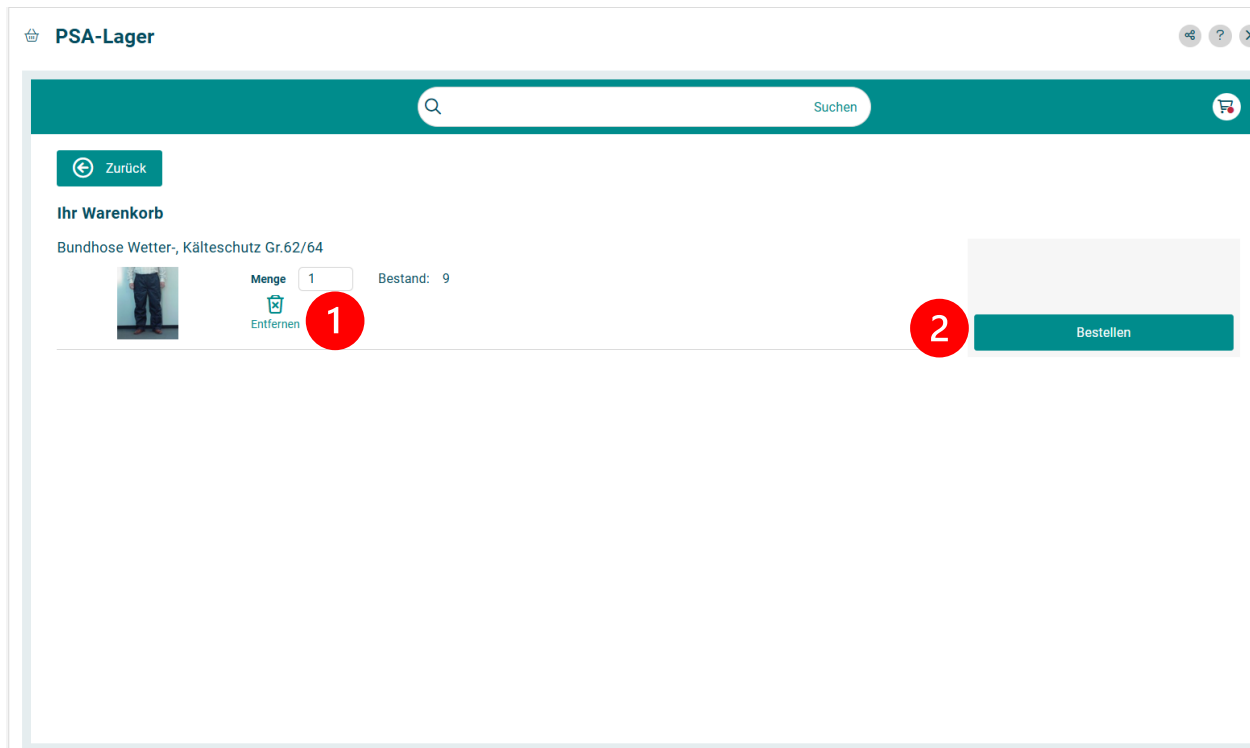 PSA-Lager
?
Suchen
Zurück
Ihr Warenkorb
Bundhose Wetter-, Kälteschutz Gr.62/64
Menge 1 Bestand: 9
Entfernen 1
2 Bestellen